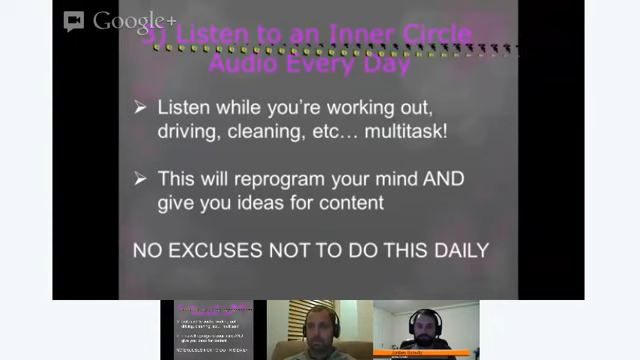 Google+
3) Listen to an Inner Circle
Audio Every Day
Listen while you're working out,
driving, cleaning, etc… multitask!
This will reprogram your mind AND
give you ideas for content
NO EXCUSES NOT TO DO THIS DAILY